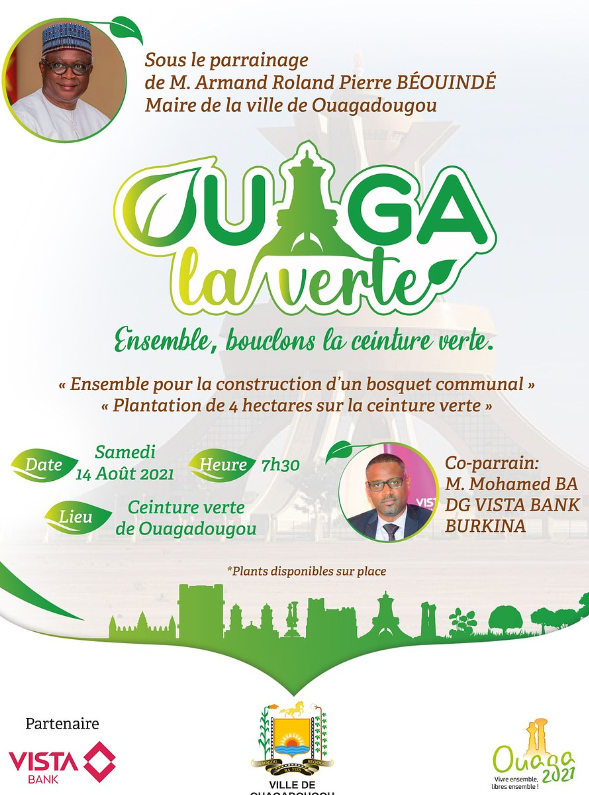 Sous le parrainage
de M. Armand Roland Pierre BÉOUINDÉ
Maire de la ville de Ouagadougou
OUAGA
la verte
Ensemble, bouclons la ceinture verte.
« Ensemble pour la construction d'un bosquet communal »
« Plantation de 4 hectares sur la ceinture verte »
Date
Samedi
14 Août 2021
Heure
7h30
Lieu
Ceinture verte
de Ouagadougou
VIS
Co-parrain:
M. Mohamed BA
DG VISTA BANK
BURKINA
*Plants disponibles sur place
Partenaire
VISTA
BANK
VILLE DE
OUAGADOUGOU
Ouaga
2021
Vivre ensemble,
libres ensemble !